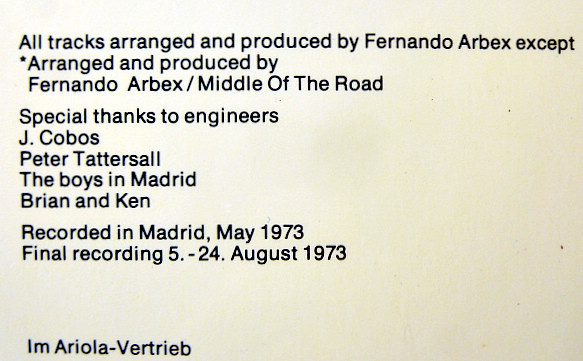 All tracks arranged and produced by Fernando Arbex except
*Arranged and produced by
Fernando Arbex / Middle Of The Road
Special thanks to engineers
J. Cobos
Peter Tattersall
The boys in Madrid
Brian and Ken
Recorded in Madrid, May 1973
Final recording 5. - 24. August 1973
Im Ariola-Vertrieb